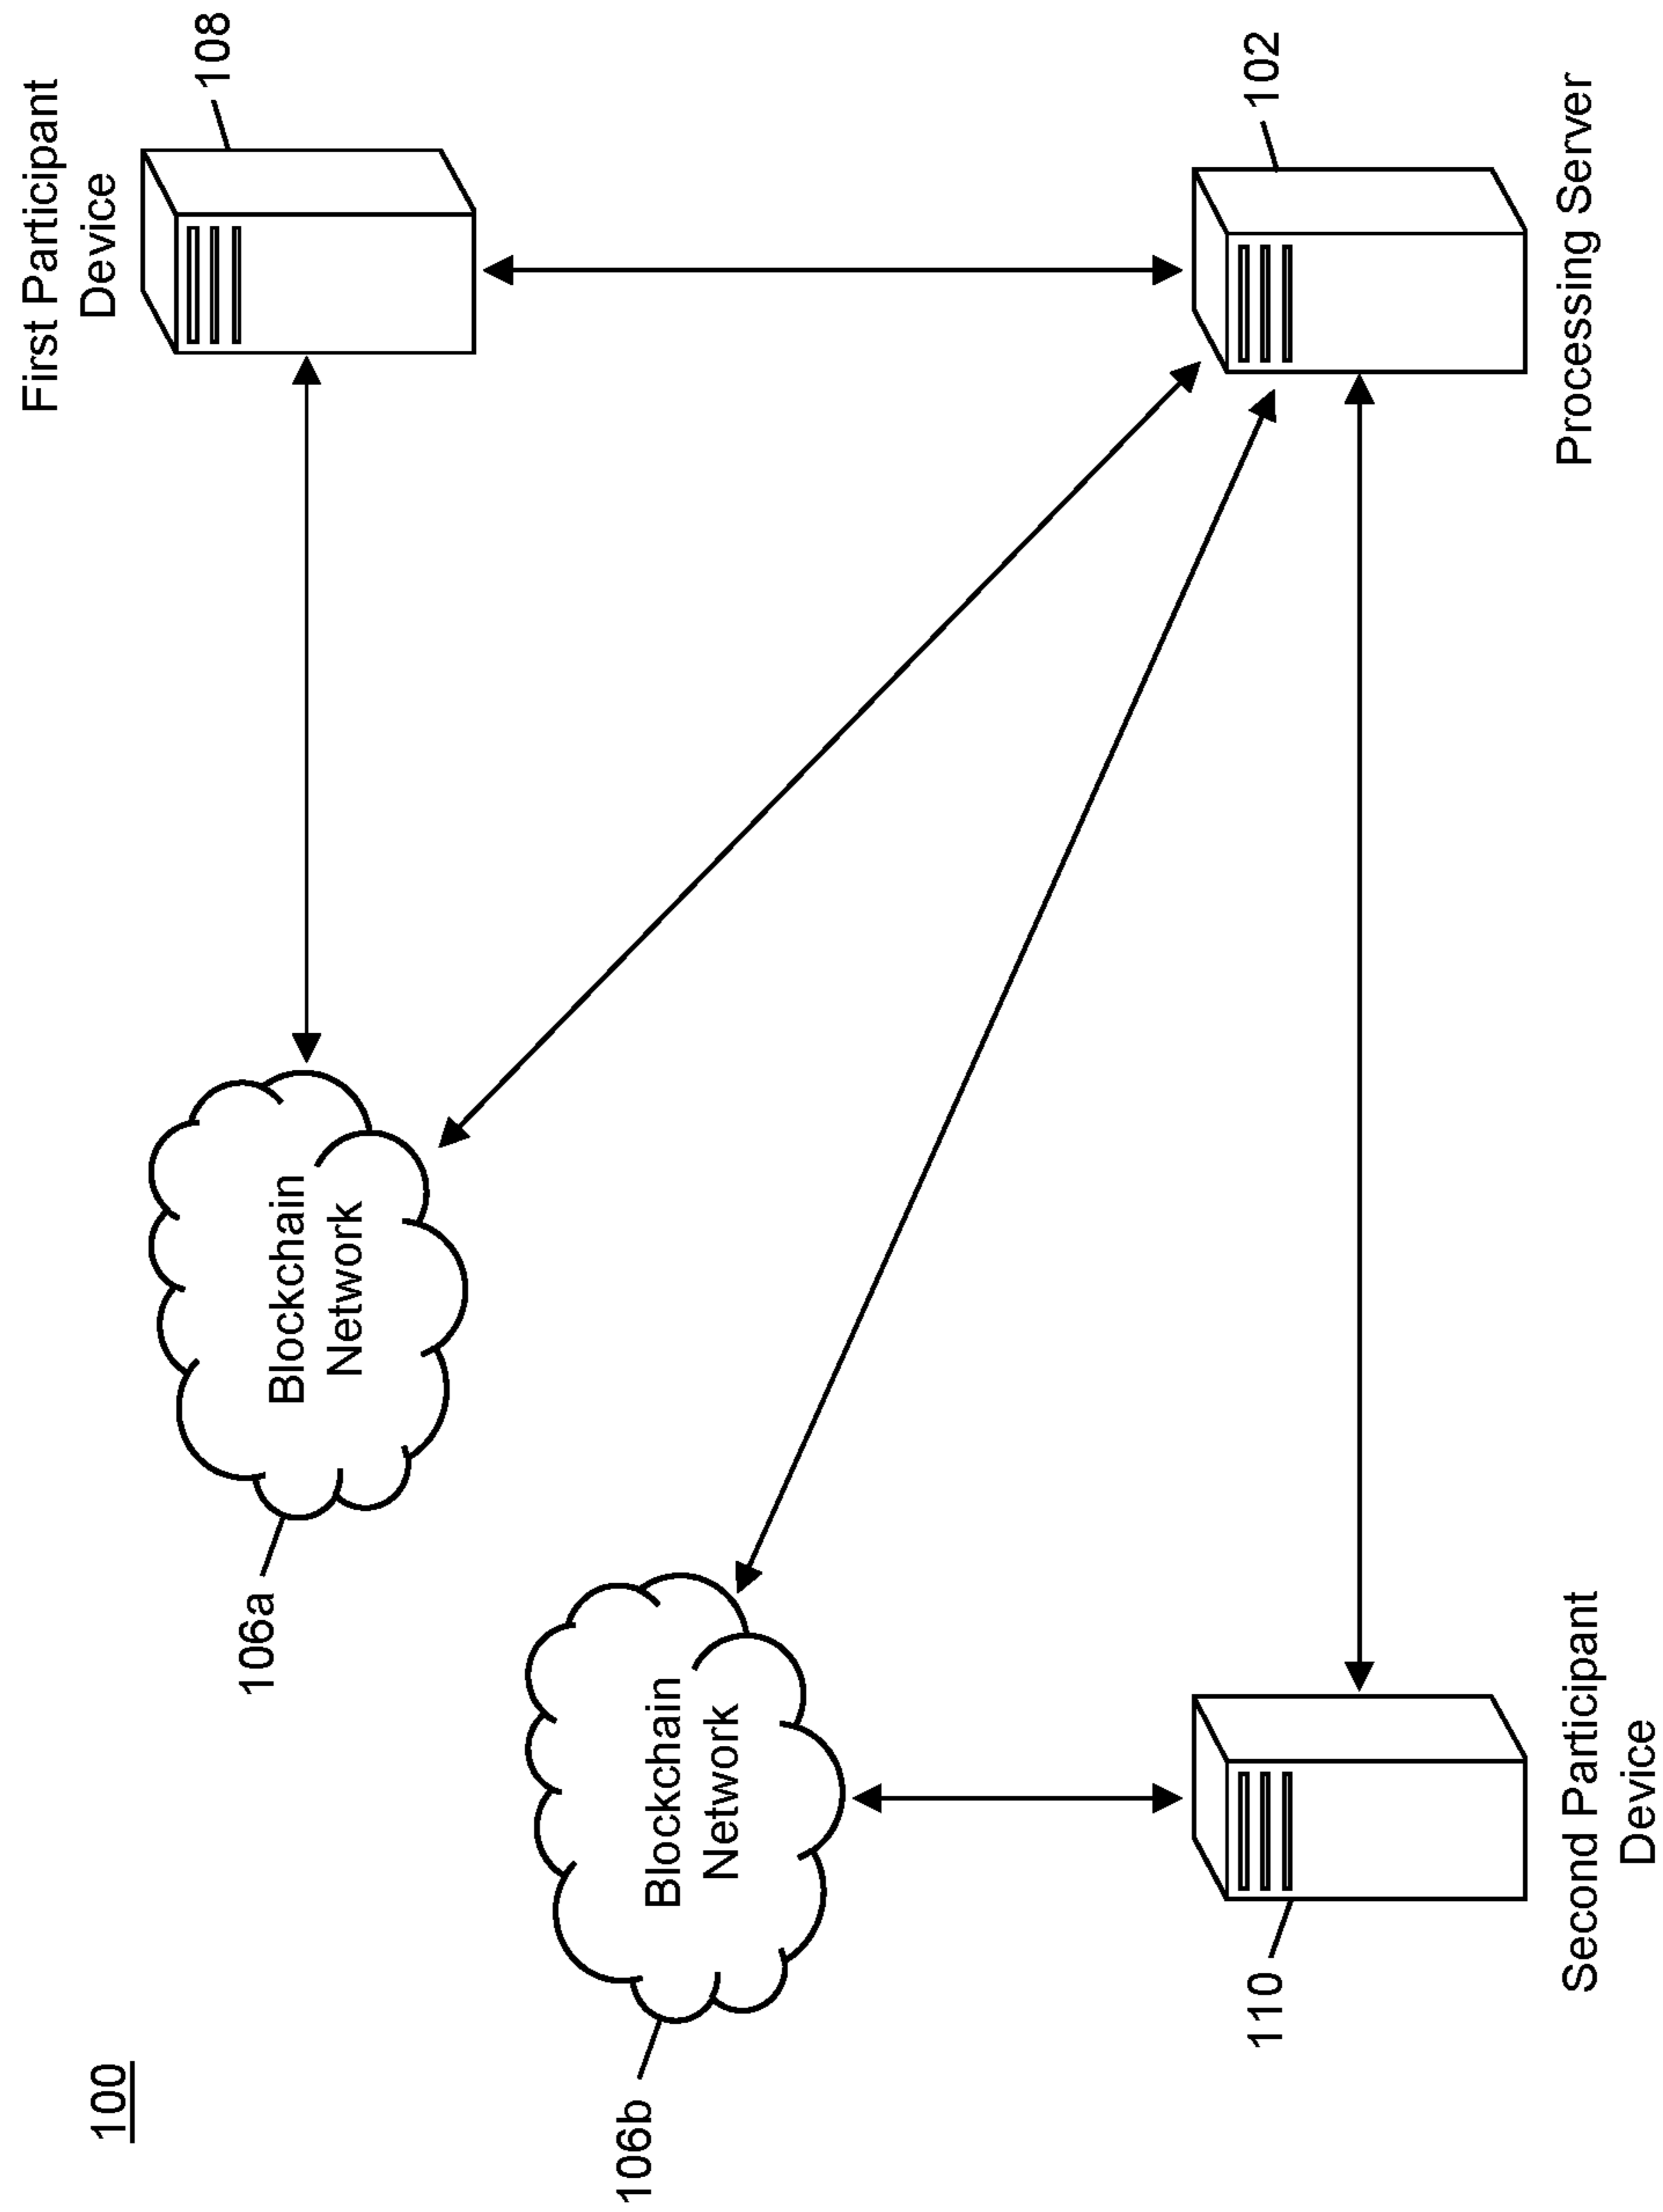 100
106a
Blockchain
Network
First Participant
Device
108
106b
Blockchain
Network
110
Second Participant
Device
102
Processing Server